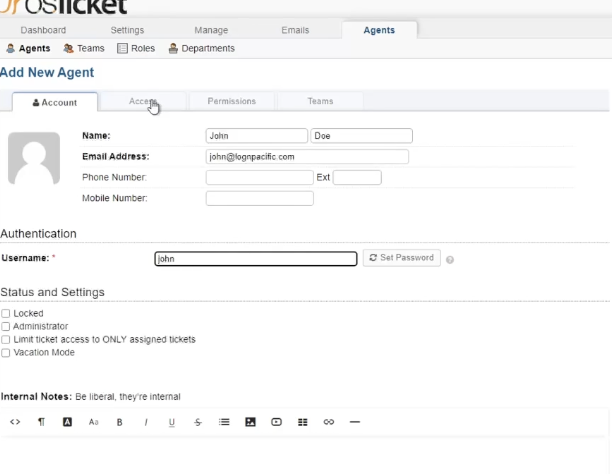 osTicket
Dashboard Settings Manage Emails Agents
Agents Teams Roles Departments
Add New Agent
Account Access Permissions Teams
Name: John Doe
Email Address: john@lognpacific.com
Phone Number: Ext
Mobile Number:
Authentication
Username: * john Set Password
Status and Settings
Locked
Administrator
Limit ticket access to ONLY assigned tickets
Vacation Mode
Internal Notes: Be liberal, they're internal
<> ¶ A Aa B I U S